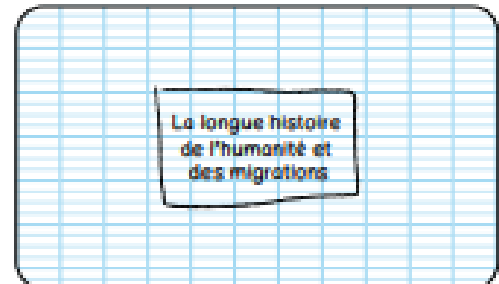 La longue histoire
de l'humanité et
des migrations